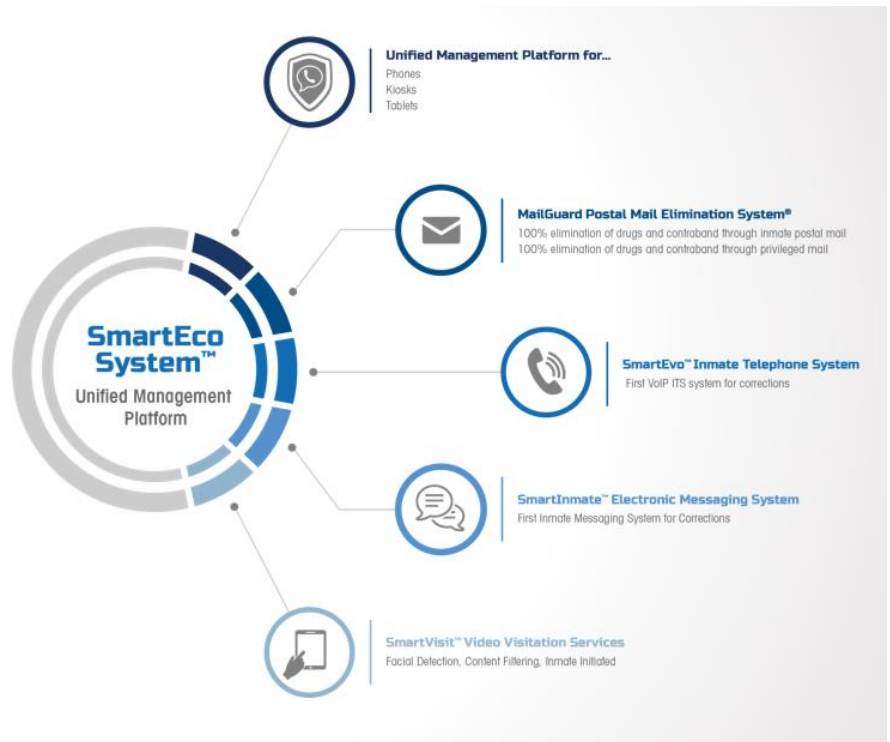 Unified Management Platform for...
Phones
Kiosks
Tablets
MailGuard Postal Mail Elimination System®
100% elimination of drugs and contraband through inmate postal mail
100% elimination of drugs and contraband through privileged mail
SmartEco
System™
Unified Management
Platform
SmartEvo™ Inmate Telephone System
First VoIP ITS system for corrections
SmartInmate™ Electronic Messaging System
First Inmate Messaging System for Corrections
SmartVisit™ Video Visitation Services
Facial Detection, Content Filtering, Inmate Initiated